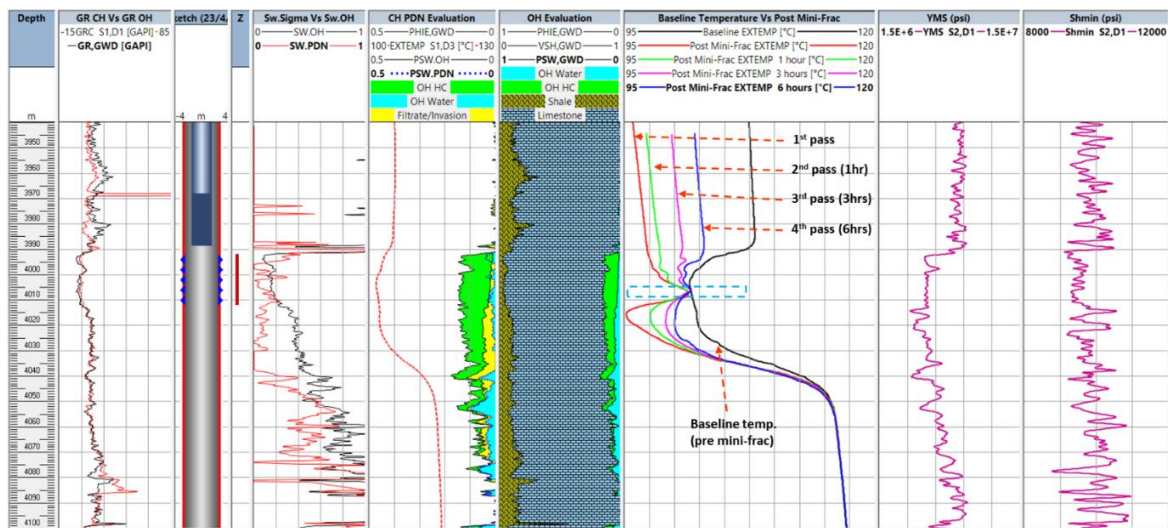 Depth
GR CH Vs GR OH
ketch (23/4/
Z
Sw.Sigma Vs Sw.OH
CH PDN Evaluation
OH Evaluation
Baseline Temperature Vs Post Mini-Frac
YMS (psi)
Shmin (psi)
-15 GRC S1,D1 [GAPI] -85
GR,GWD [GAPI]
0 SW.OH 1
0 SW.PDN 1
0.5 PHIE,GWD 0
100 EXTEMP S1,D3 [°C] 130
0.5 PSW.OH 0
0.5 PSW.PDN 0
OH HC
OH Water
Filtrate/Invasion
1 PHIE,GWD 0
0 VSH,GWD 1
1 PSW,GWD 0
OH Water
OH HC
Shale
Limestone
95 Baseline EXTEMP [°C] 120
95 Post Mini-Frac EXTEMP [°C] 120
95 Post Mini-Frac EXTEMP 1 hour [°C] 120
95 Post Mini-Frac EXTEMP 3 hours [°C] 120
95 Post Mini-Frac EXTEMP 6 hours [°C] 120
1.5E+6 YMS S2,D1 1.5E+7
8000 Shmin S2,D1 12000
m
-4 m 4
3950
3960
3970
3980
3990
4000
4010
4020
4030
4040
4050
4060
4070
4080
4090
4100
1st pass
2nd pass (1hr)
3rd pass (3hrs)
4th pass (6hrs)
Baseline temp.
(pre mini-frac)